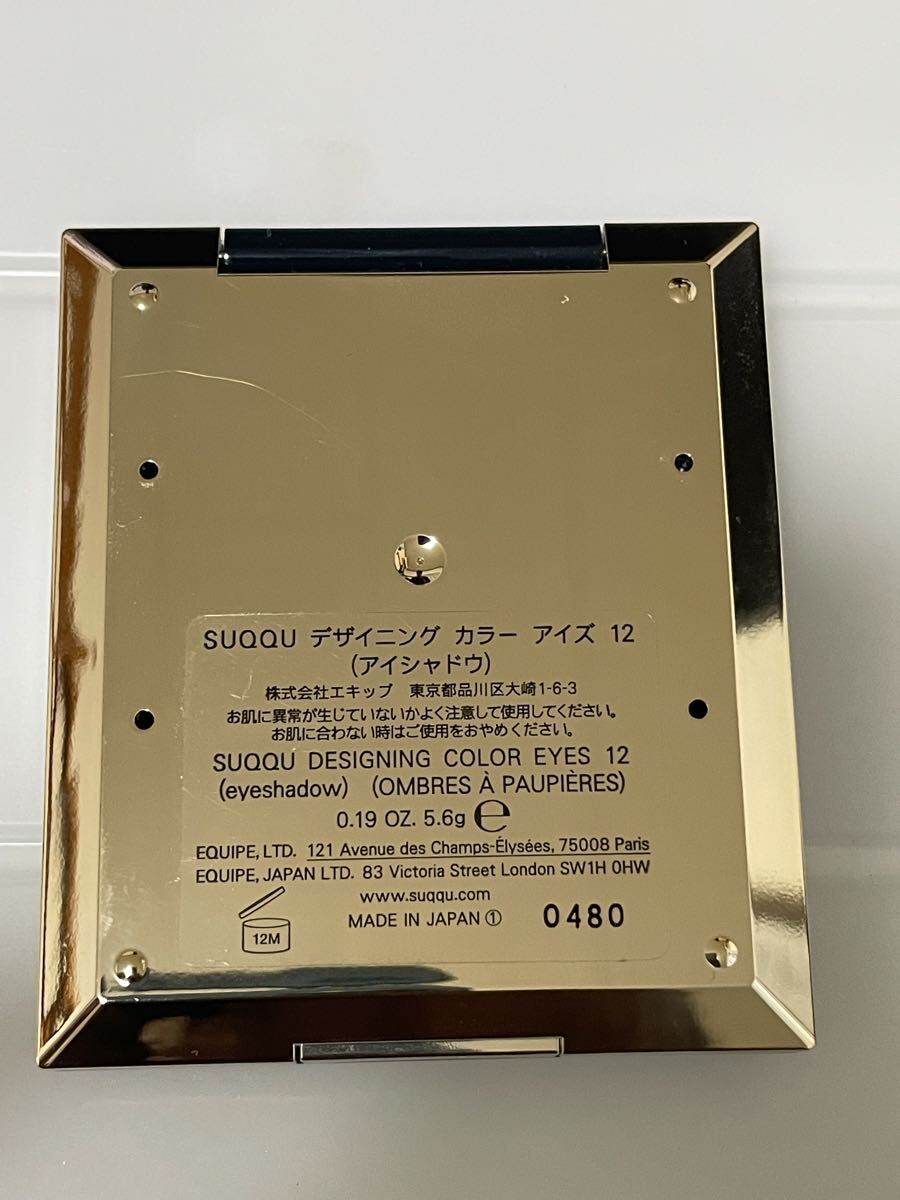 SUQQU デザイニング カラー アイズ 12
(アイシャドウ)
株式会社エキップ 東京都品川区大崎1-6-3
お肌に異常が生じていないかよく注意して使用してください。
お肌に合わない時はご使用をおやめください。
SUQQU DESIGNING COLOR EYES 12
(eyeshadow) (OMBRES À PAUPIÈRES)
0.19 OZ. 5.6g ℮
EQUIPE, LTD. 121 Avenue des Champs-Élysées, 75008 Paris
EQUIPE, JAPAN LTD. 83 Victoria Street London SW1H 0HW
www.suqqu.com
12M
MADE IN JAPAN ① 0480